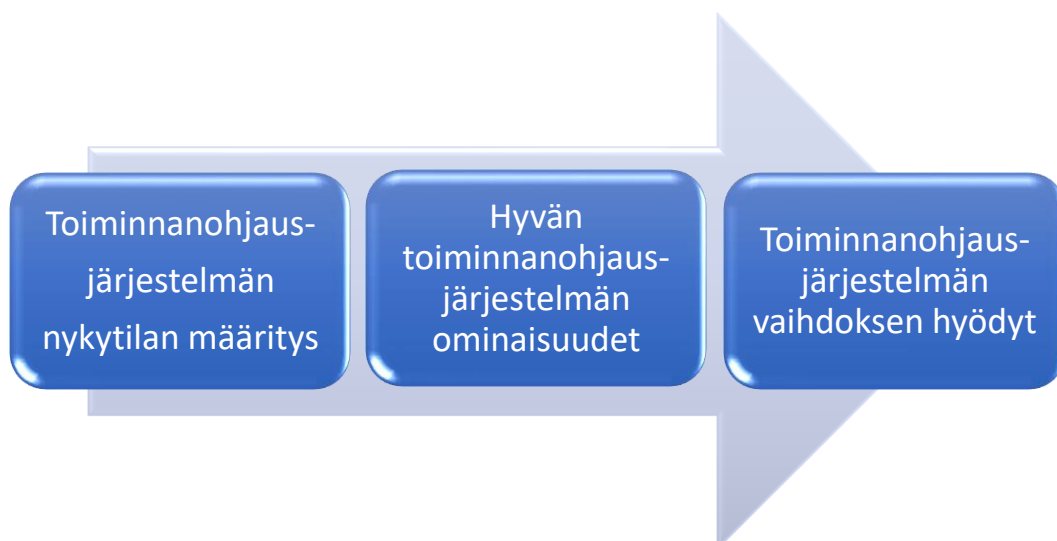 Toiminnanohjaus-
järjestelmän
nykytilan määritys
Hyvän
toiminnanohjaus-
järjestelmän
ominaisuudet
Toiminnanohjaus-
järjestelmän
vaihdoksen hyödyt